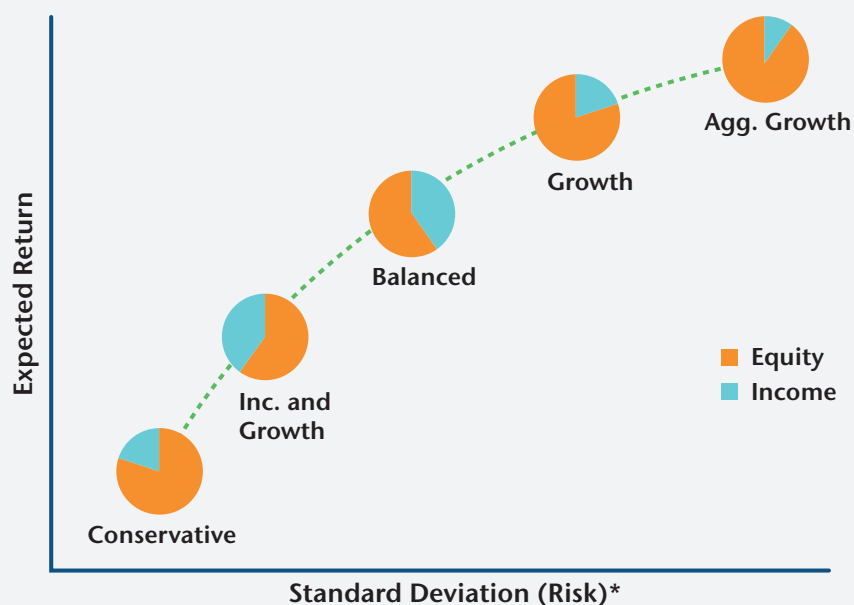 Expected Return
Agg. Growth
Growth
Balanced
Equity
Income
Inc. and
Growth
Conservative
Standard Deviation (Risk)*